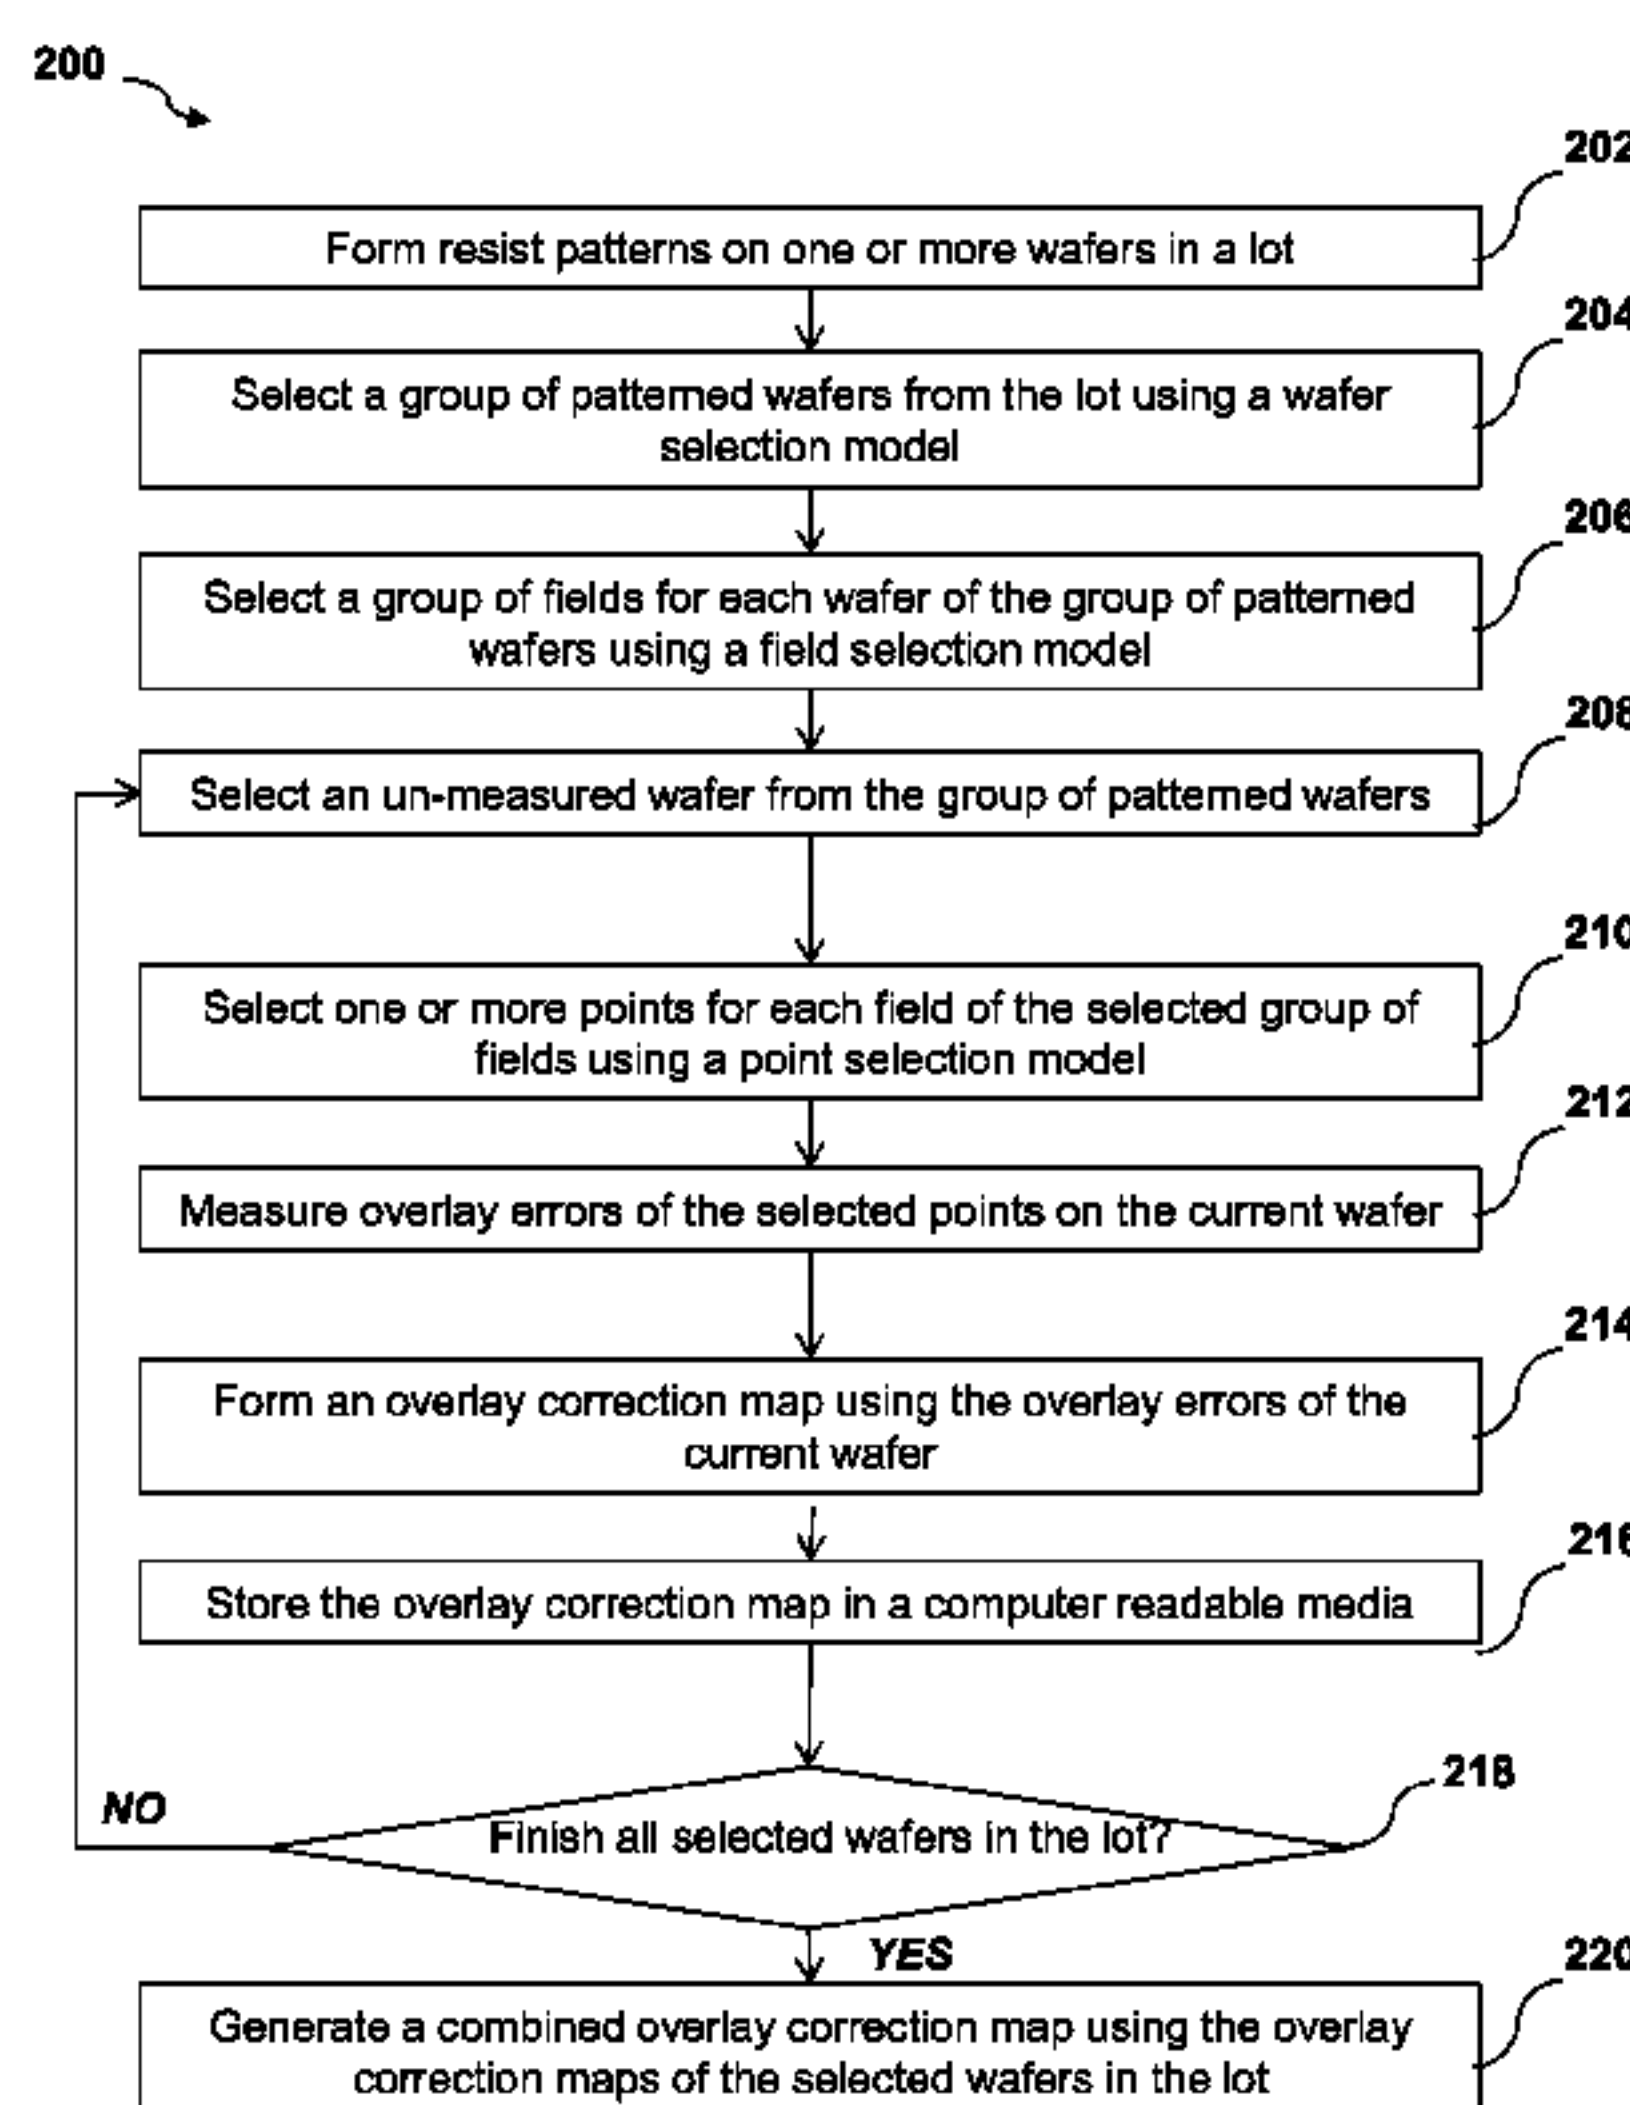 200
202
Form resist patterns on one or more wafers in a lot
204
Select a group of patterned wafers from the lot using a wafer
selection model
206
Select a group of fields for each wafer of the group of patterned
wafers using a field selection model
208
Select an un-measured wafer from the group of patterned wafers
210
Select one or more points for each field of the selected group of
fields using a point selection model
212
Measure overlay errors of the selected points on the current wafer
214
Form an overlay correction map using the overlay errors of the
current wafer
216
Store the overlay correction map in a computer readable media
218
NO
Finish all selected wafers in the lot?
YES
220
Generate a combined overlay correction map using the overlay
correction maps of the selected wafers in the lot